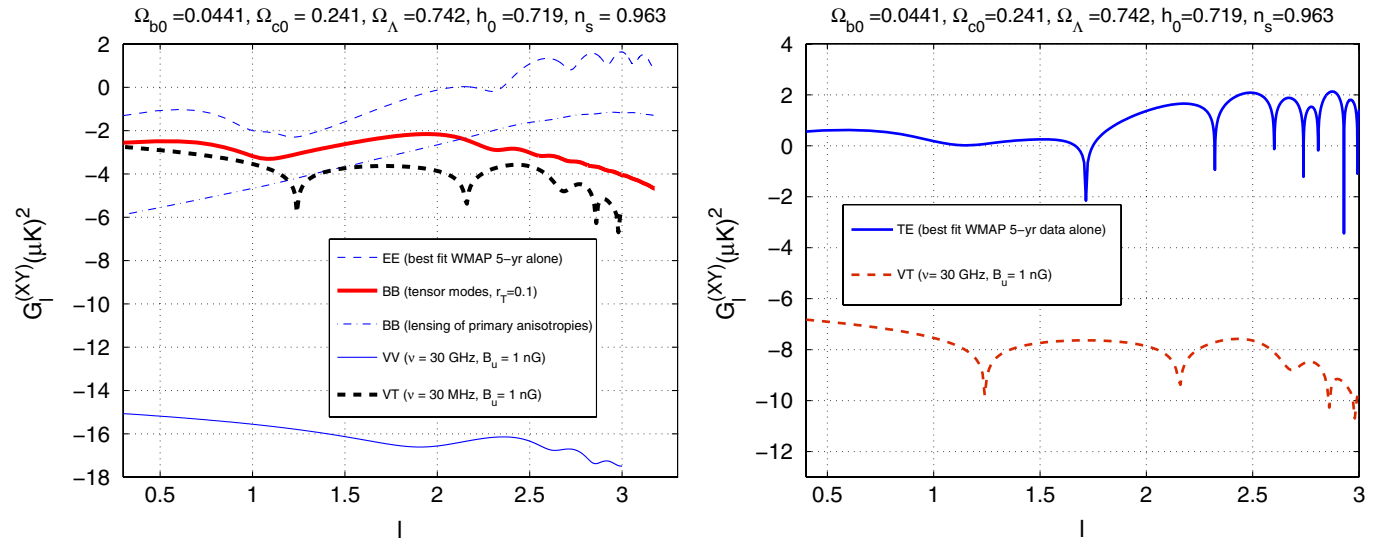 Ω_b0 =0.0441, Ω_c0 = 0.241, Ω_Λ =0.742, h_0=0.719, n_s = 0.963
2
0
−2
−4
−6
−8
−10
−12
−14
−16
−18
G_l^(XY)(μK)^2
EE (best fit WMAP 5−yr alone)
BB (tensor modes, r_T=0.1)
BB (lensing of primary anisotropies)
VV (ν = 30 GHz, B_u = 1 nG)
VT (ν = 30 MHz, B_u= 1 nG)
0.5 1 1.5 2 2.5 3
l
Ω_b0 =0.0441, Ω_c0=0.241, Ω_Λ =0.742, h_0=0.719, n_s = 0.963
4
2
0
−2
−4
−6
−8
−10
−12
G_l^(XY)(μK)^2
TE (best fit WMAP 5−yr data alone)
VT (ν= 30 GHz, B_u= 1 nG)
0.5 1 1.5 2 2.5 3
l